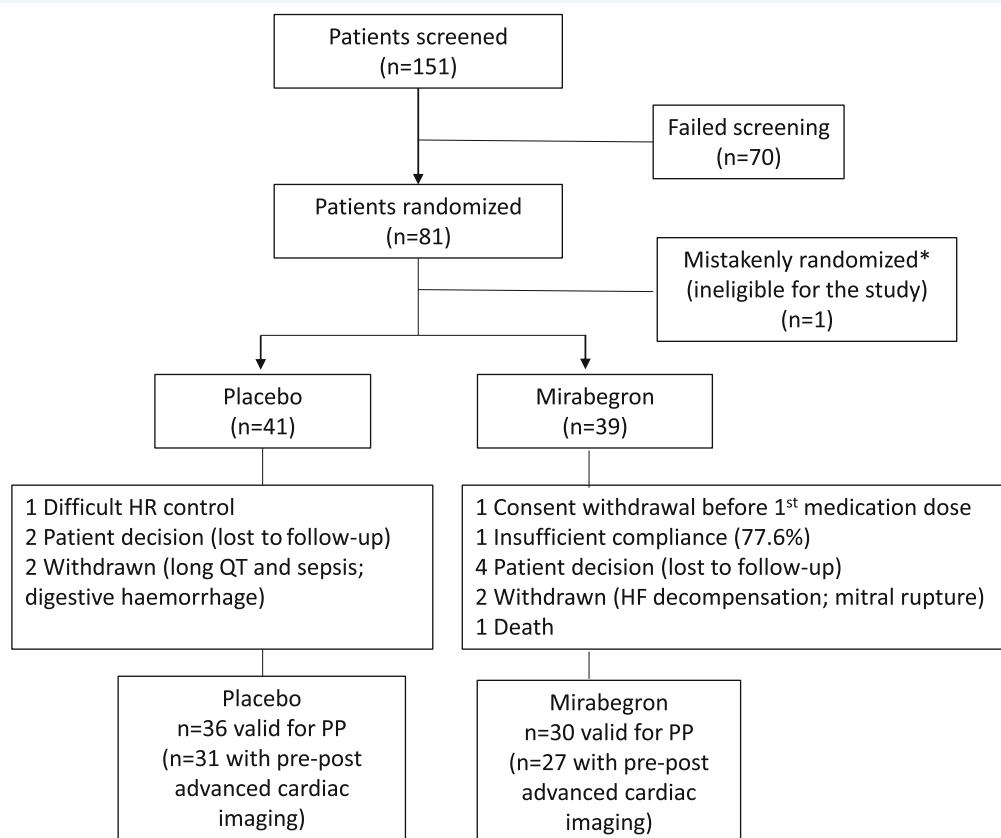 Patients screened
(n=151)
Failed screening
(n=70)
Patients randomized
(n=81)
Mistakenly randomized*
(ineligible for the study)
(n=1)
Placebo
(n=41)
Mirabegron
(n=39)
1 Difficult HR control
2 Patient decision (lost to follow-up)
2 Withdrawn (long QT and sepsis;
digestive haemorrhage)
1 Consent withdrawal before 1st medication dose
1 Insufficient compliance (77.6%)
4 Patient decision (lost to follow-up)
2 Withdrawn (HF decompensation; mitral rupture)
1 Death
Placebo
n=36 valid for PP
(n=31 with pre-post
advanced cardiac
imaging)
Mirabegron
n=30 valid for PP
(n=27 with pre-post
advanced cardiac
imaging)